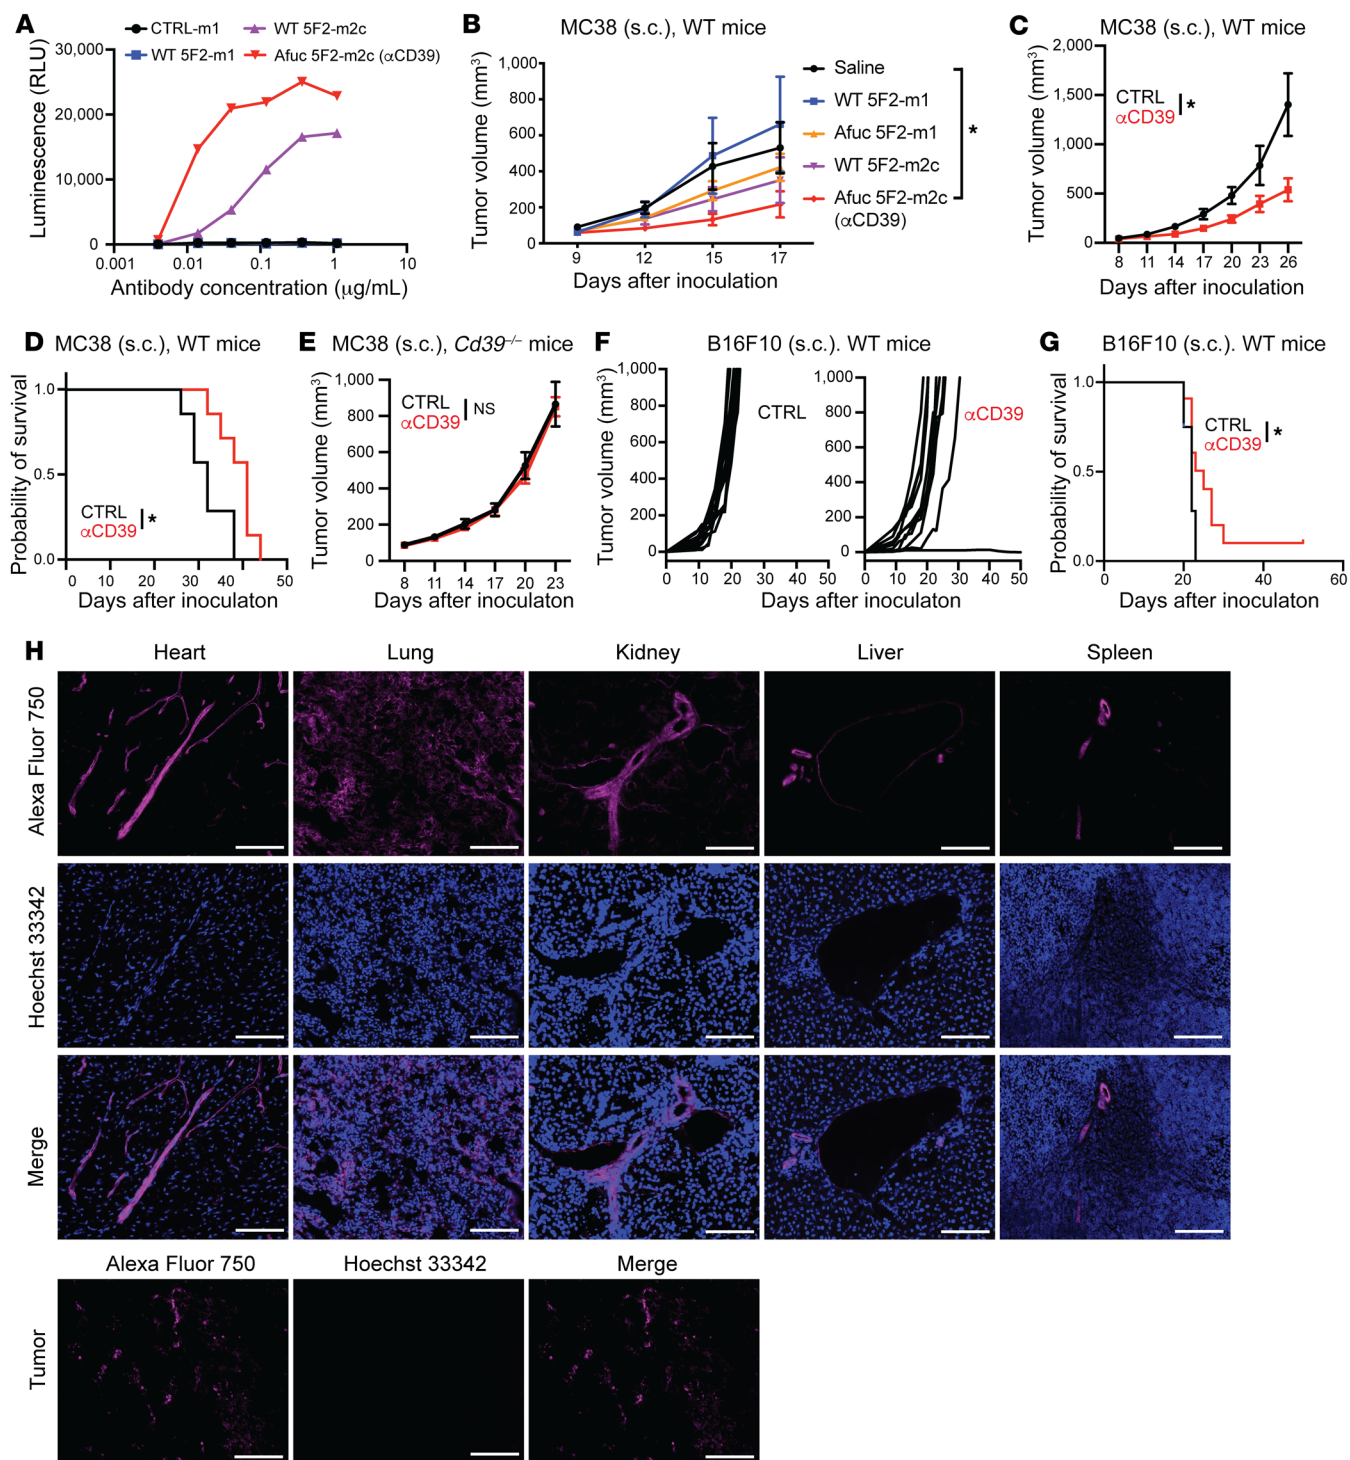 A
CTRL-m1
WT 5F2-m2c
WT 5F2-m1
Afuc 5F2-m2c (αCD39)
Luminescence (RLU)
30,000
20,000
10,000
0
0.001
0.01
0.1
1
10
Antibody concentration (μg/mL)
B
MC38 (s.c.), WT mice
Tumor volume (mm³)
1,000
800
600
400
200
0
9
12
15
17
Days after inoculation
Saline
WT 5F2-m1
Afuc 5F2-m1
WT 5F2-m2c
Afuc 5F2-m2c
(αCD39)
*
C
MC38 (s.c.), WT mice
Tumor volume (mm³)
2,000
1,500
1,000
500
0
CTRL
αCD39
*
8
11
14
17
20
23
26
Days after inoculation
D
MC38 (s.c.), WT mice
Probability of survival
1.0
0.5
0.0
CTRL
αCD39
*
0
10
20
30
40
50
Days after inoculaton
E
MC38 (s.c.), Cd39⁻/⁻ mice
Tumor volume (mm³)
1,000
800
600
400
200
0
CTRL
αCD39
NS
8
11
14
17
20
23
Days after inoculaton
F
B16F10 (s.c.). WT mice
Tumor volume (mm³)
1,000
800
600
400
200
0
CTRL
0
10
20
30
40
50
1,000
800
600
400
200
0
αCD39
0
10
20
30
40
50
Days after inoculaton
G
B16F10 (s.c.). WT mice
Probability of survival
1.0
0.5
0.0
CTRL
αCD39
*
0
20
40
60
Days after inoculaton
H
Heart
Lung
Kidney
Liver
Spleen
Alexa Fluor 750
Hoechst 33342
Merge
Alexa Fluor 750
Hoechst 33342
Merge
Tumor